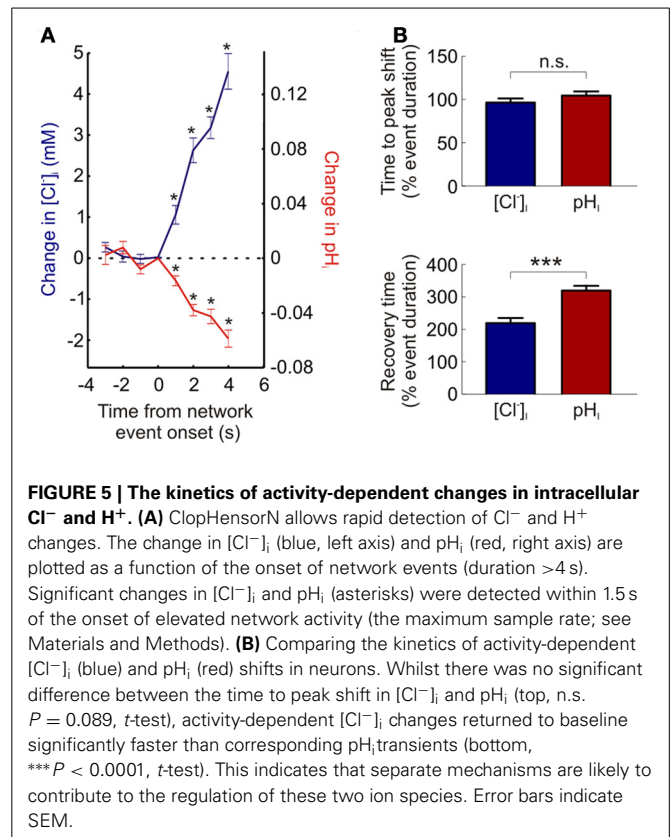 A
5
4
3
2
1
0
-1
-2
Change in [Cl-]i (mM)
0.12
0.08
0.04
0
-0.04
-0.08
Change in pHi
* * * *
* * * *
-4 -2 0 2 4 6
Time from network
event onset (s)
B
150
100
50
0
Time to peak shift
(% event duration)
n.s.
[Cl-]i pHi
400
300
200
100
0
Recovery time
(% event duration)
***
[Cl-]i pHi
FIGURE 5 | The kinetics of activity-dependent changes in intracellular
Cl− and H+. (A) ClopHensorN allows rapid detection of Cl− and H+
changes. The change in [Cl−]i (blue, left axis) and pHi (red, right axis) are
plotted as a function of the onset of network events (duration >4 s).
Significant changes in [Cl−]i and pHi (asterisks) were detected within 1.5 s
of the onset of elevated network activity (the maximum sample rate; see
Materials and Methods). (B) Comparing the kinetics of activity-dependent
[Cl−]i (blue) and pHi (red) shifts in neurons. Whilst there was no significant
difference between the time to peak shift in [Cl−]i and pHi (top, n.s.
P = 0.089, t-test), activity-dependent [Cl−]i changes returned to baseline
significantly faster than corresponding pHi transients (bottom,
***P < 0.0001, t-test). This indicates that separate mechanisms are likely to
contribute to the regulation of these two ion species. Error bars indicate
SEM.